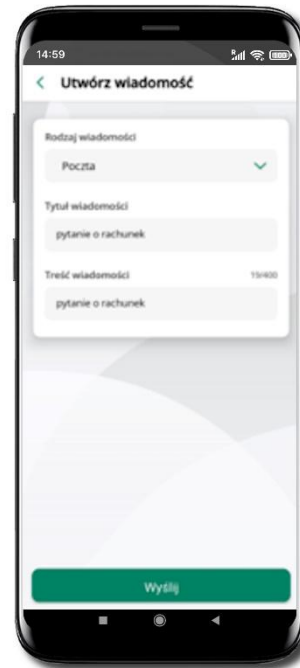 14:59
Utwórz wiadomość
Rodzaj wiadomości
Poczta
Tytuł wiadomości
pytanie o rachunek
Treść wiadomości 19/400
pytanie o rachunek
Wyślij